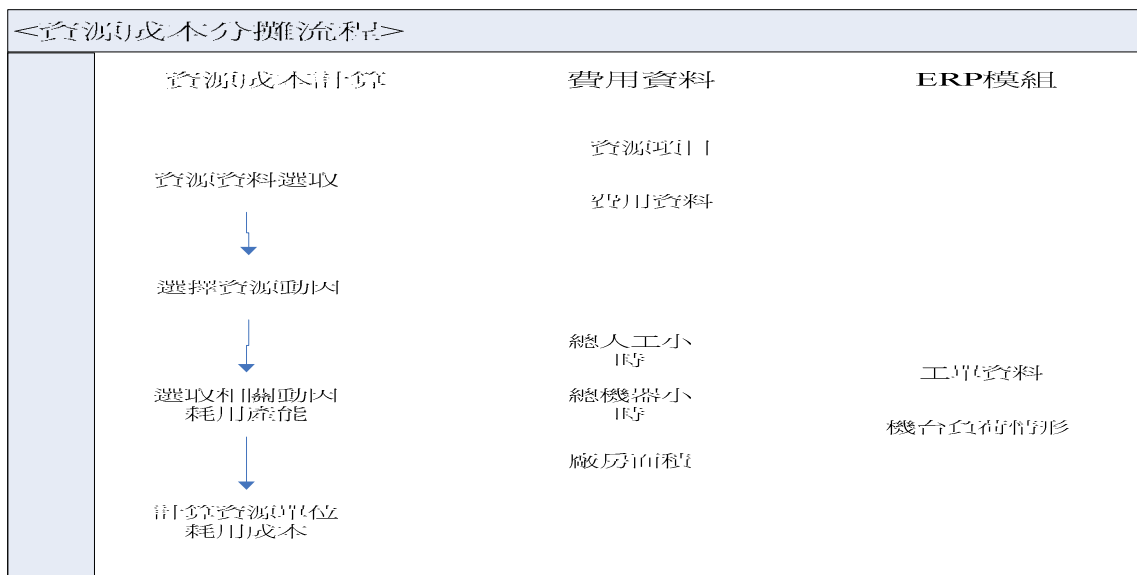 <資源成本分攤流程>
資源成本計算
費用資料
ERP模組
資源項目
資源資料選取
費用資料
選擇資源動因
總人工小
時
工單資料
選取相關動因
耗用產能
總機器小
時
機台負荷情形
廠房面積
計算資源單位
耗用成本